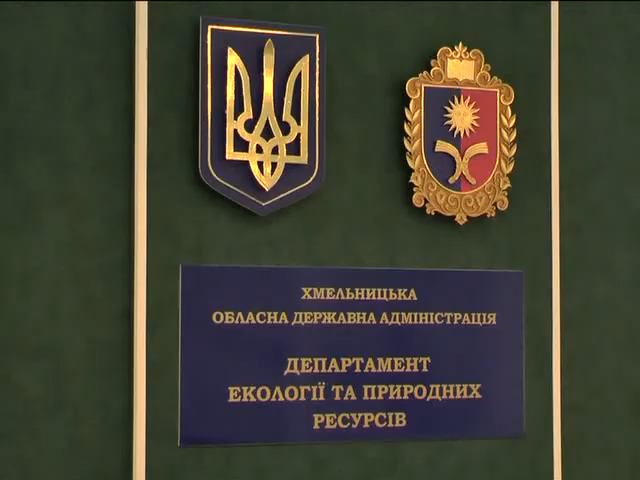 ХМЕЛЬНИЦЬКА
ОБЛАСНА ДЕРЖАВНА АДМІНІСТРАЦІЯ
ДЕПАРТАМЕНТ
ЕКОЛОГІЇ ТА ПРИРОДНИХ
РЕСУРСІВ